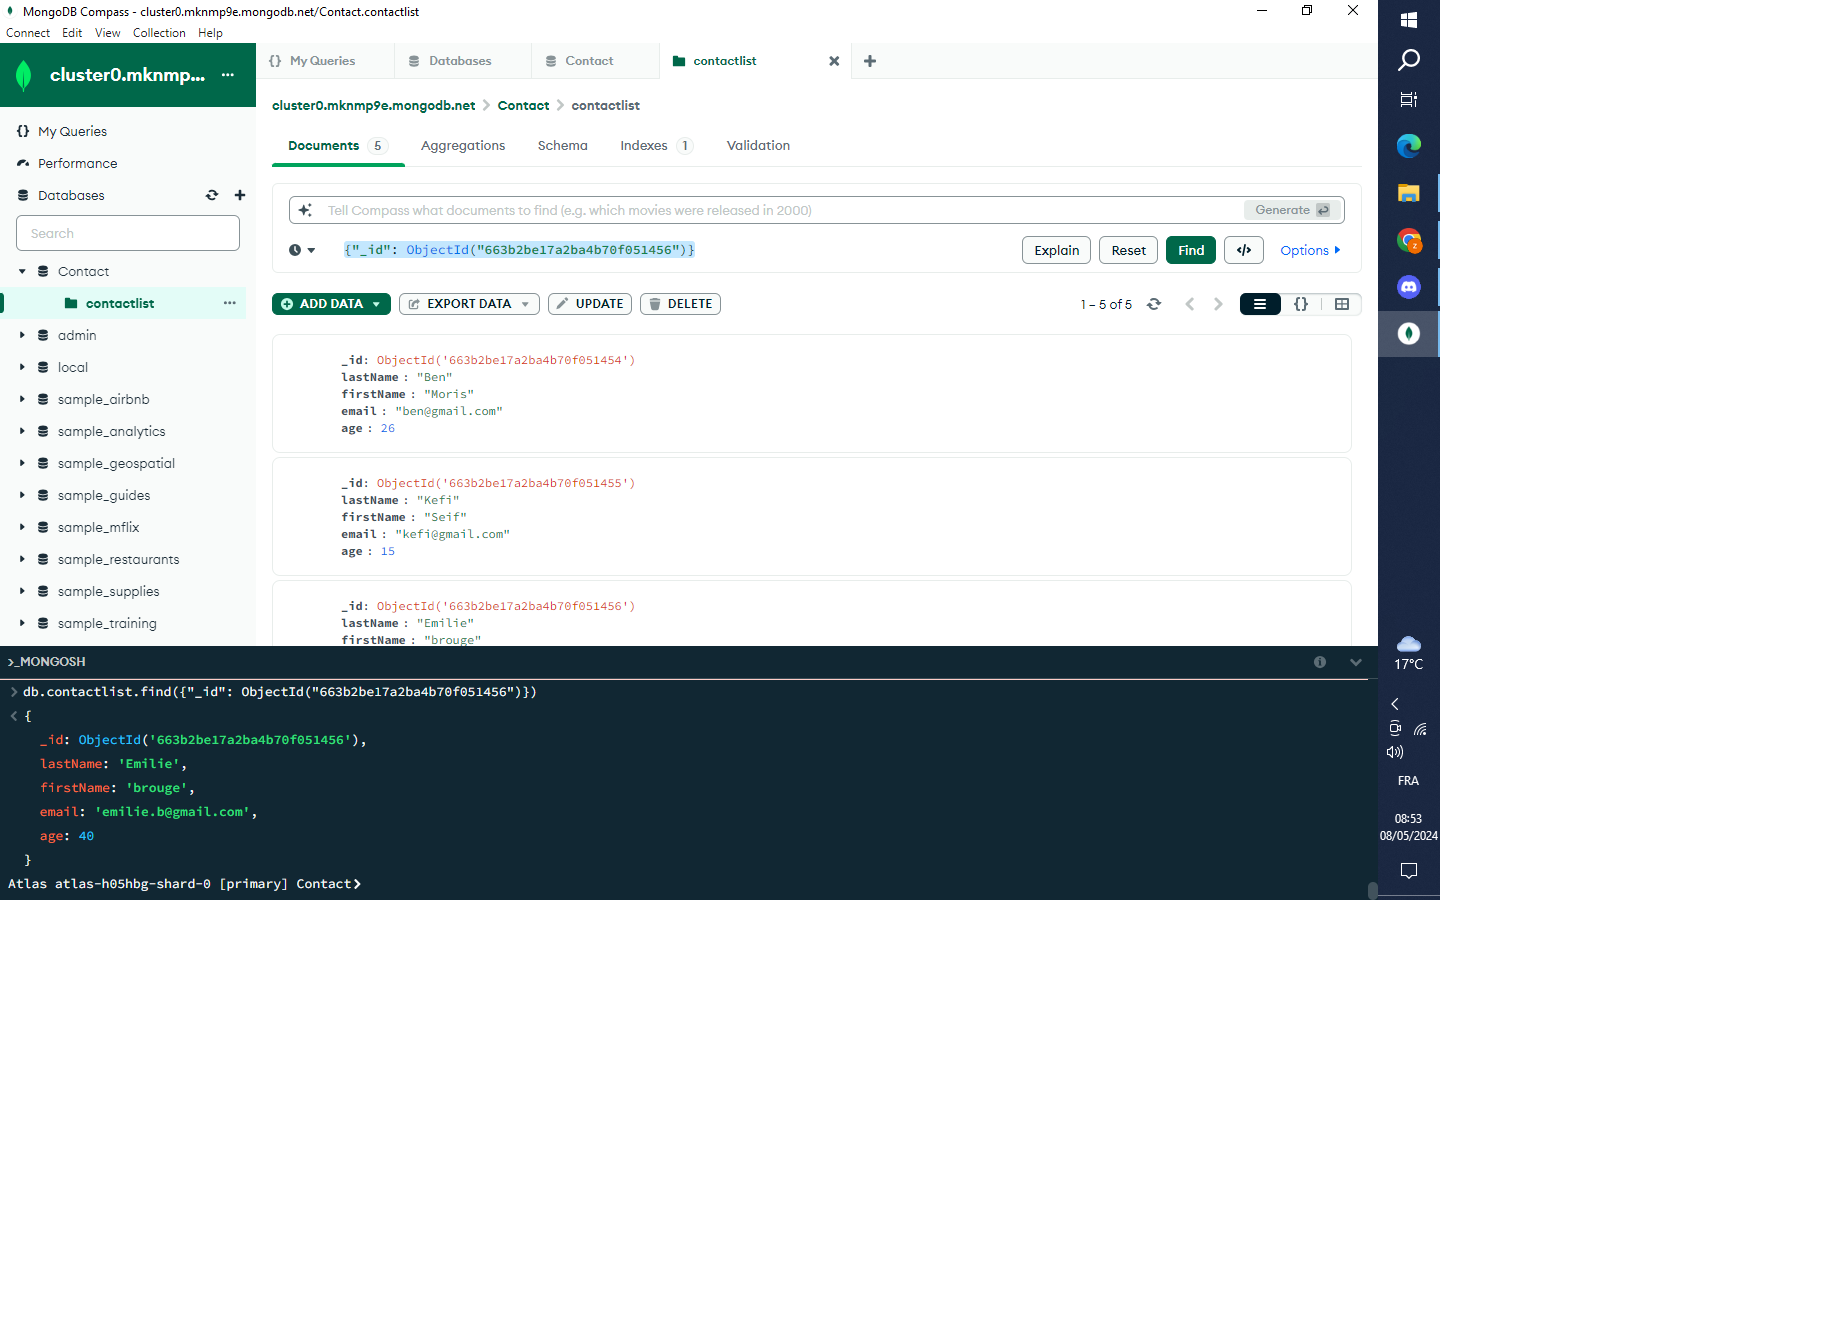 MongoDB Compass - cluster0.mknmp9e.mongodb.net/Contact.contactlist
Connect Edit View Collection Help
cluster0.mknmp... ...
{} My Queries
Databases
Contact
contactlist
cluster0.mknmp9e.mongodb.net > Contact > contactlist
{} My Queries
Performance
Databases
Search
Contact
contactlist ...
admin
local
sample_airbnb
sample_analytics
sample_geospatial
sample_guides
sample_mflix
sample_restaurants
sample_supplies
sample_training
Documents 5 Aggregations Schema Indexes 1 Validation
Tell Compass what documents to find (e.g. which movies were released in 2000) Generate
{"_id": ObjectId("663b2be17a2ba4b70f051456")} Explain Reset Find </> Options
ADD DATA EXPORT DATA UPDATE DELETE 1 – 5 of 5 {}
_id: ObjectId('663b2be17a2ba4b70f051454')
lastName : "Ben"
firstName : "Moris"
email : "ben@gmail.com"
age : 26
_id: ObjectId('663b2be17a2ba4b70f051455')
lastName : "Kefi"
firstName : "Seif"
email : "kefi@gmail.com"
age : 15
_id: ObjectId('663b2be17a2ba4b70f051456')
lastName : "Emilie"
firstName : "brouge"
>_MONGOSH
> db.contactlist.find({"_id": ObjectId("663b2be17a2ba4b70f051456")})
< {
_id: ObjectId('663b2be17a2ba4b70f051456'),
lastName: 'Emilie',
firstName: 'brouge',
email: 'emilie.b@gmail.com',
age: 40
}
Atlas atlas-h05hbg-shard-0 [primary] Contact>
z
17°C
FRA
08:53
08/05/2024